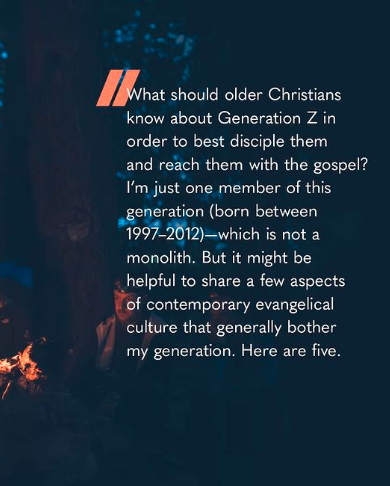 What should older Christians
know about Generation Z in
order to best disciple them
and reach them with the gospel?
I'm just one member of this
generation (born between
1997–2012)—which is not a
monolith. But it might be
helpful to share a few aspects
of contemporary evangelical
culture that generally bother
my generation. Here are five.